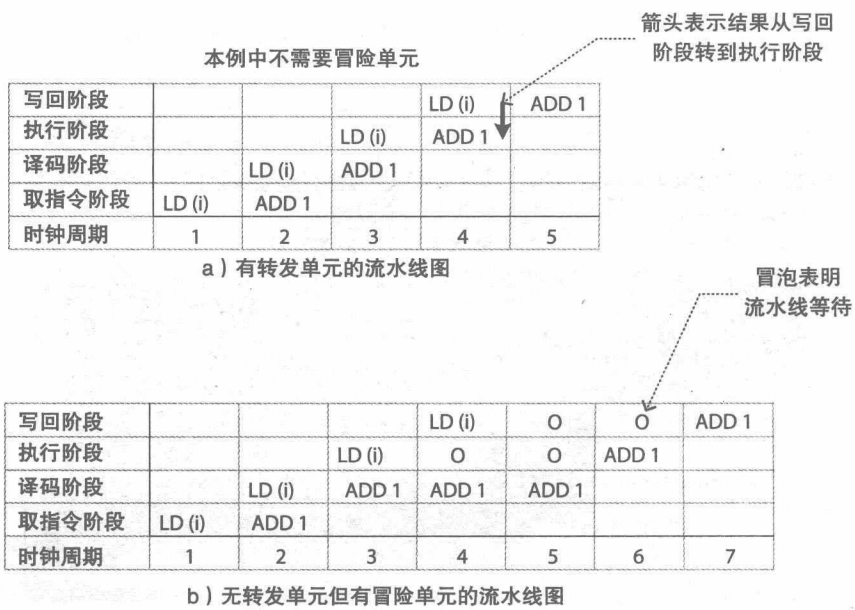 箭头表示结果从写回
阶段转到执行阶段
本例中不需要冒险单元
写回阶段 LD (i) ADD 1
执行阶段 LD (i) ADD 1
译码阶段 LD (i) ADD 1
取指令阶段 LD (i) ADD 1
时钟周期 1 2 3 4 5
a）有转发单元的流水线图
冒泡表明
流水线等待
写回阶段 LD (i) O O ADD 1
执行阶段 LD (i) O O ADD 1
译码阶段 LD (i) ADD 1 ADD 1 ADD 1
取指令阶段 LD (i) ADD 1
时钟周期 1 2 3 4 5 6 7
b）无转发单元但有冒险单元的流水线图